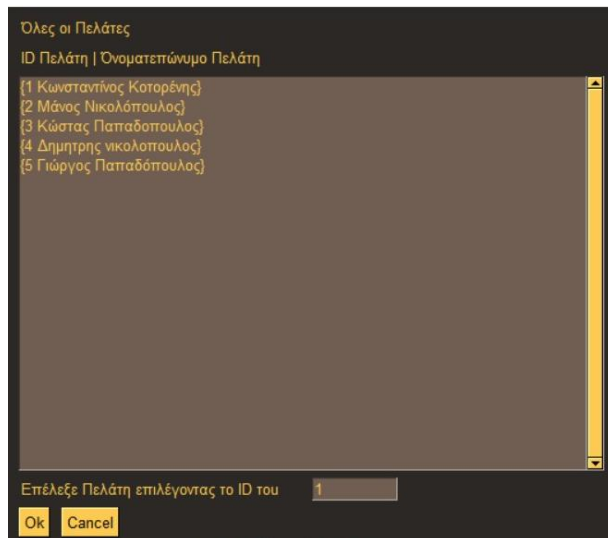 Όλες οι Πελάτες
ID Πελάτη | Όνοματεπώνυμο Πελάτη
{1 Κωνσταντίνος Κοτορένης}
{2 Μάνος Νικολόπουλος}
{3 Κώστας Παπαδοπουλος}
{4 Δημητρης νικολοπουλος}
{5 Γιώργος Παπαδόπουλος}
Επέλεξε Πελάτη επιλέγοντας το ID του 1
Ok Cancel